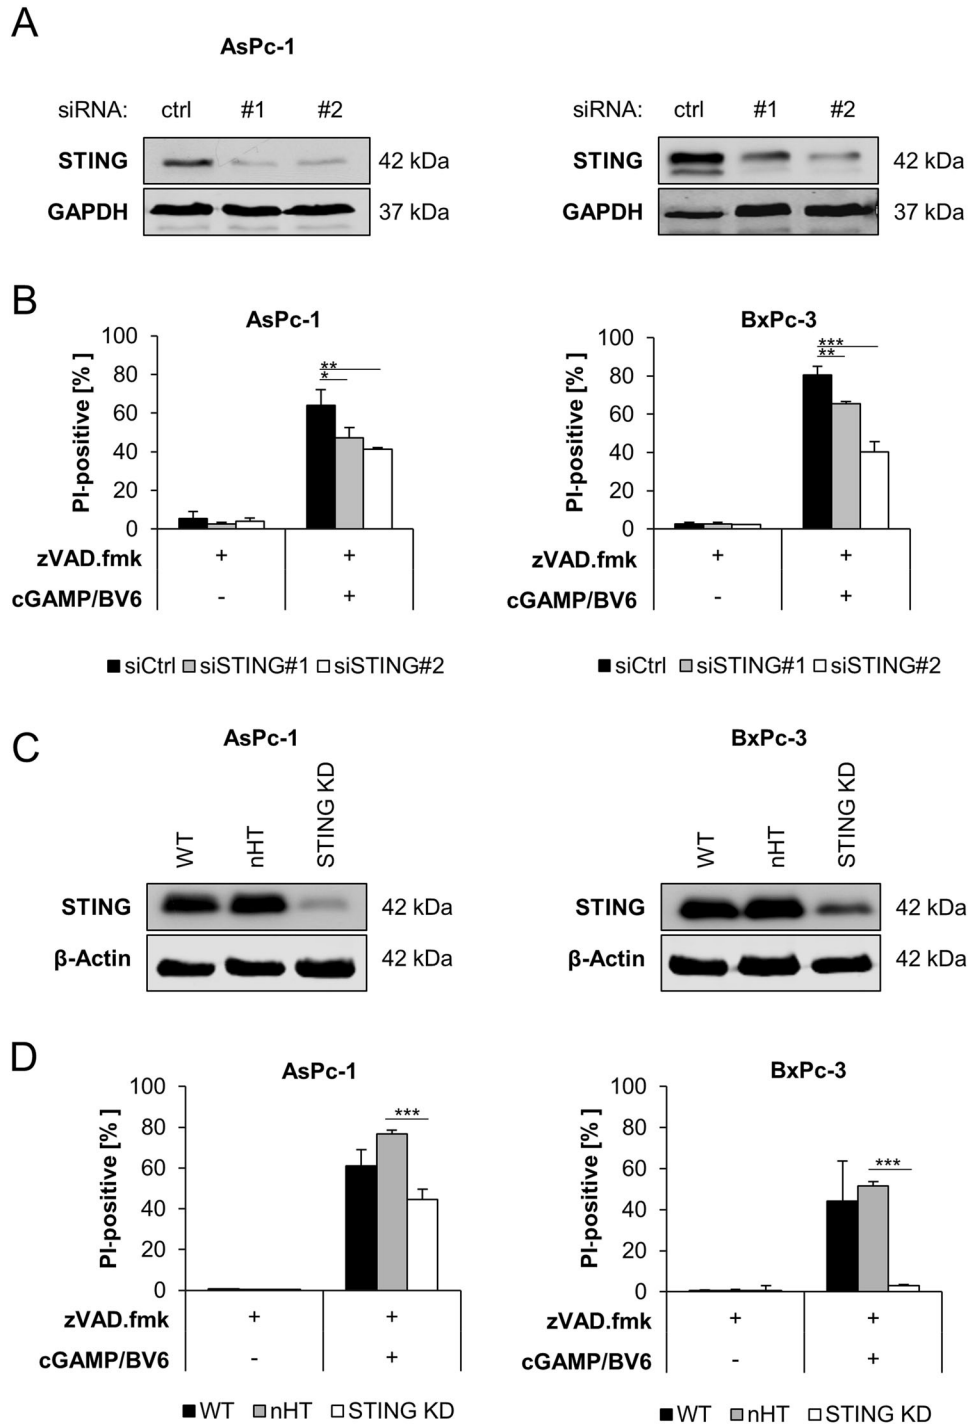 A
AsPc-1
siRNA: ctrl #1 #2
STING 42 kDa
GAPDH 37 kDa
siRNA: ctrl #1 #2
STING 42 kDa
GAPDH 37 kDa
B
AsPc-1
PI-positive [% ]
100
80
60
40
20
0
**
*
zVAD.fmk + +
cGAMP/BV6 - +
siCtrl siSTING#1 siSTING#2
BxPc-3
PI-positive [% ]
100
80
60
40
20
0
***
**
zVAD.fmk + +
cGAMP/BV6 - +
siCtrl siSTING#1 siSTING#2
C
AsPc-1
WT nHT STING KD
STING 42 kDa
β-Actin 42 kDa
BxPc-3
WT nHT STING KD
STING 42 kDa
β-Actin 42 kDa
D
AsPc-1
PI-positive [% ]
100
80
60
40
20
0
***
zVAD.fmk + +
cGAMP/BV6 - +
WT nHT STING KD
BxPc-3
PI-positive [% ]
100
80
60
40
20
0
***
zVAD.fmk + +
cGAMP/BV6 - +
WT nHT STING KD